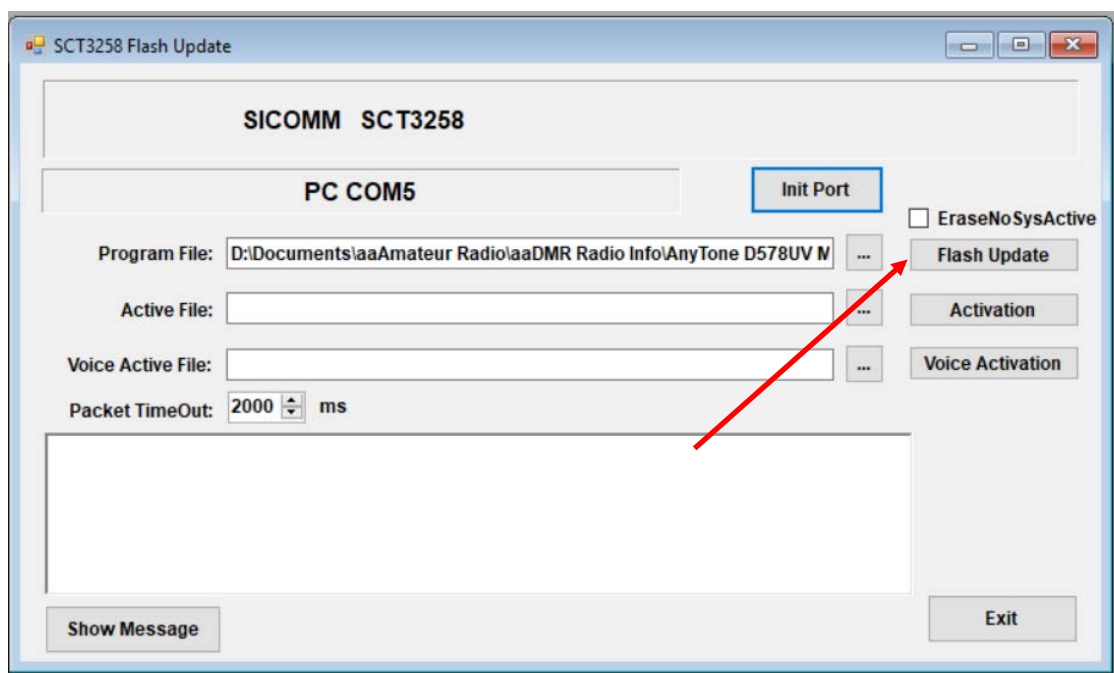 SCT3258 Flash Update
SICOMM SCT3258
PC COM5
Init Port
EraseNoSysActive
Program File: D:\Documents\aaAmateur Radio\aaDMR Radio Info\AnyTone D578UV M ... Flash Update
Active File: ... Activation
Voice Active File: ... Voice Activation
Packet TimeOut: 2000 ms
Show Message
Exit